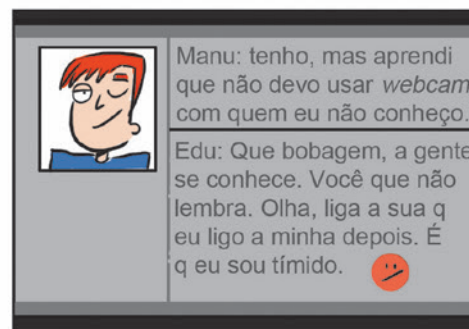 Manu: tenho, mas aprendi
que não devo usar webcam
com quem eu não conheço.
Edu: Que bobagem, a gente
se conhece. Você que não
lembra. Olha, liga a sua q
eu ligo a minha depois. É
q eu sou tímido.